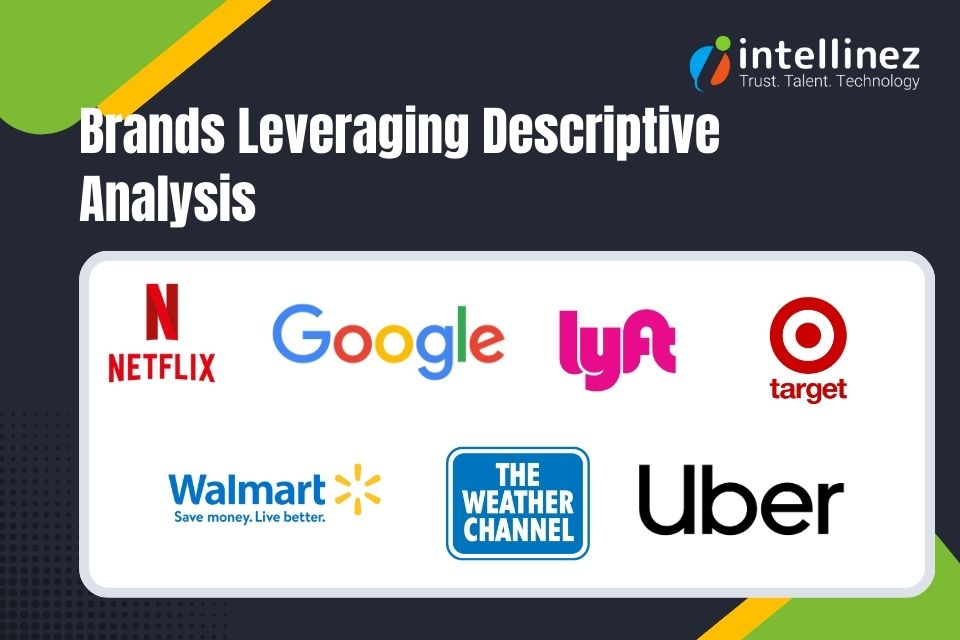 intellinez
Trust. Talent. Technology
Brands Leveraging Descriptive
Analysis
N
NETFLIX
Google
lyft
target
Walmart
Save money. Live better.
THE
WEATHER
CHANNEL
Uber